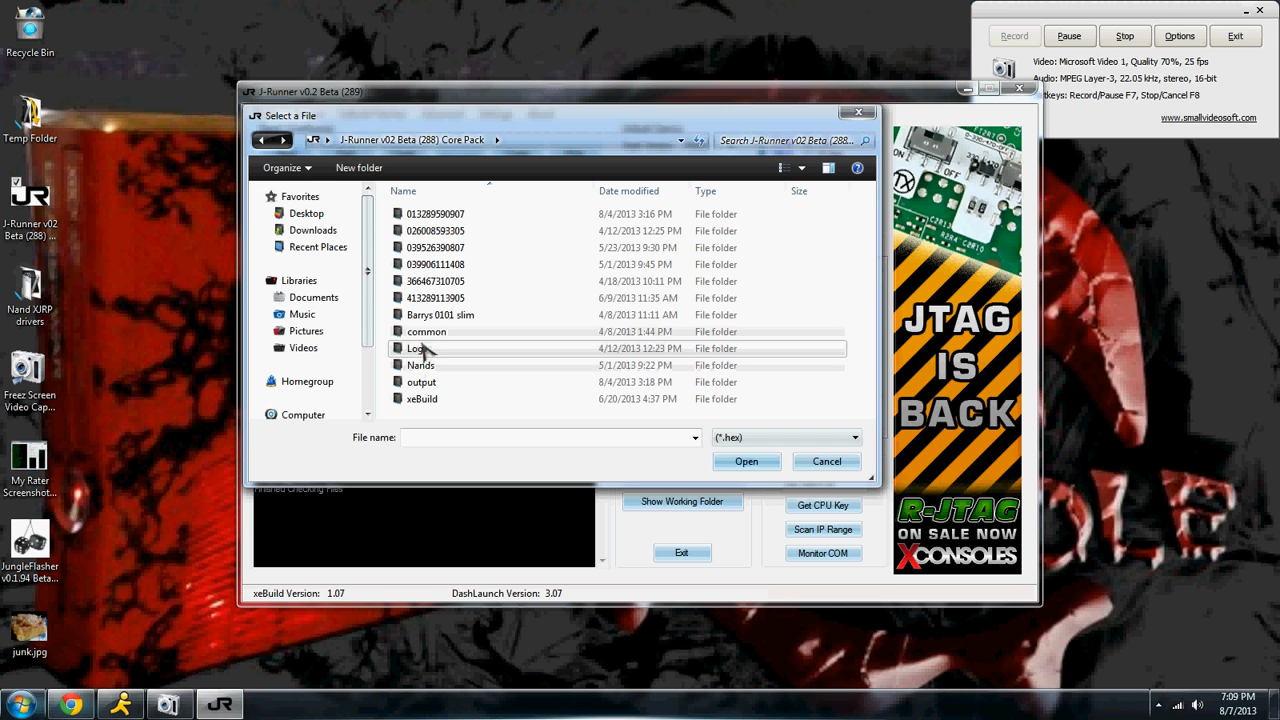 Recycle Bin
Temp Folder
J-Runner v02
Beta (288) ...
Nand XJRP
drivers
Freez Screen
Video Cap...
My Rater
Screenshot...
JungleFlasher
v0.1.94 Beta...
junk.jpg
Record
Pause
Stop
Options
Exit
Video: Microsoft Video 1, Quality 70%, 25 fps
Audio: MPEG Layer-3, 22.05 kHz, stereo, 16-bit
tkeys: Record/Pause F7, Stop/Cancel F8
www.smallvideosoft.com
J-Runner v0.2 Beta (289)
Select a File
J-Runner v02 Beta (288) Core Pack
Search J-Runner v02 Beta (288...
Organize
New folder
Favorites
Desktop
Downloads
Recent Places
Libraries
Documents
Music
Pictures
Videos
Homegroup
Computer
Name Date modified Type Size
013289590907 8/4/2013 3:16 PM File folder
026008593305 4/12/2013 12:25 PM File folder
039526390807 5/23/2013 9:30 PM File folder
039906111408 5/1/2013 9:45 PM File folder
366467310705 4/18/2013 10:11 PM File folder
413289113905 6/9/2013 11:35 AM File folder
Barrys 0101 slim 4/8/2013 11:11 AM File folder
common 4/8/2013 1:44 PM File folder
Log 4/12/2013 12:23 PM File folder
Nands 5/1/2013 9:22 PM File folder
output 8/4/2013 3:18 PM File folder
xeBuild 6/20/2013 4:37 PM File folder
File name:
(*.hex)
Open
Cancel
Finished Checking Files
Show Working Folder
Exit
Get CPU Key
Scan IP Range
Monitor COM
xeBuild Version: 1.07
DashLaunch Version: 3.07
ON
TX
JTAG
IS
BACK
R-JTAG
ON SALE NOW
XCONSOLES
7:09 PM
8/7/2013